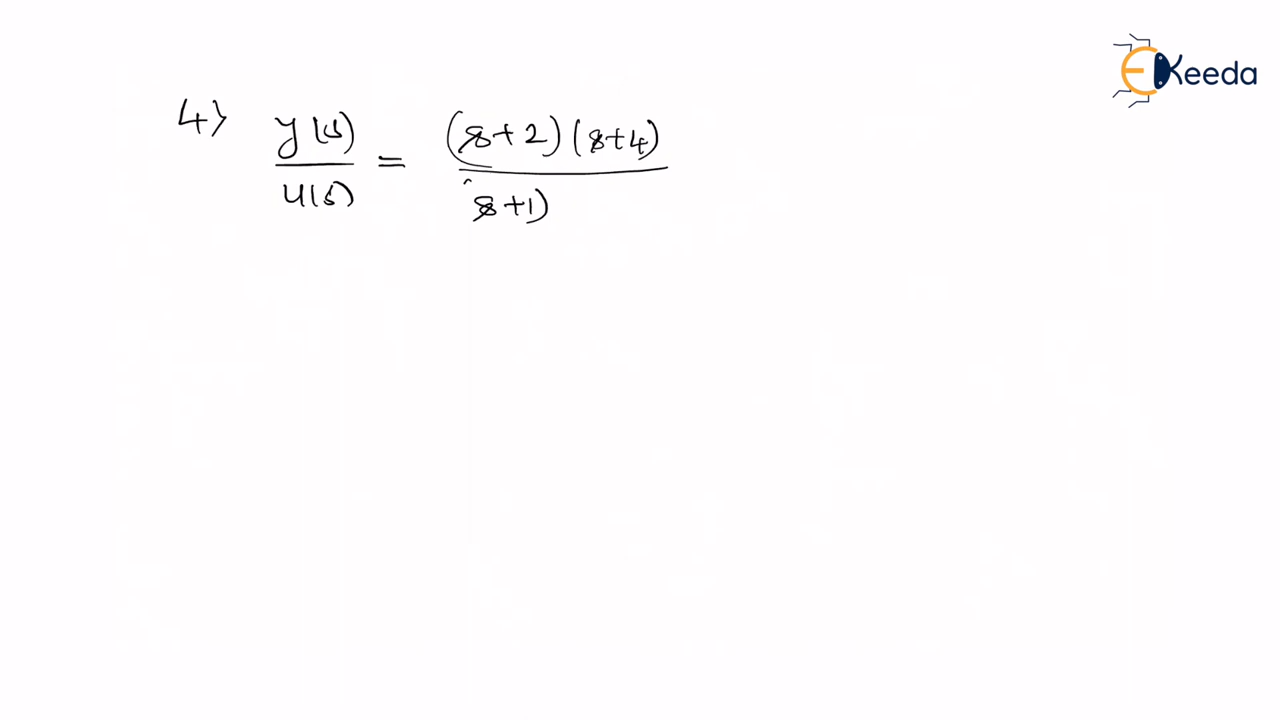 EKeeda
4) y(s) / u(s) = (s+2)(s+4) / s+1)